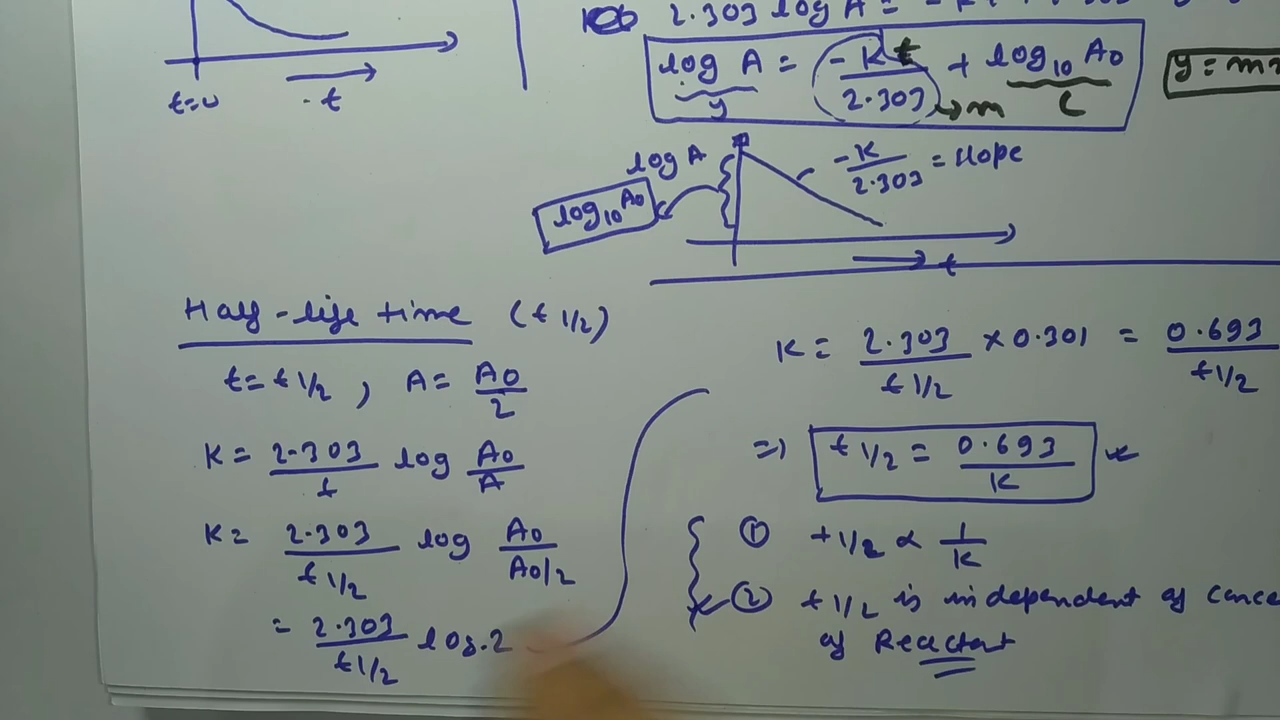 t=0
t
log A = -Kt/2.303 + log₁₀ A₀
y
m
C
y = m
log A
-K/2.303 = slope
log₁₀ A₀
t
Half-life time (t 1/2)
t = t 1/2 , A = A₀/2
K = 2.303/t log A₀/A
K = 2.303/t 1/2 log A₀/A₀/2
= 2.303/t 1/2 log.2
K = 2.303/t 1/2 × 0.301 = 0.693/t 1/2
=) t 1/2 = 0.693/K
① t 1/2 ∝ 1/K
② t 1/2 is independent of conce
of Reactant